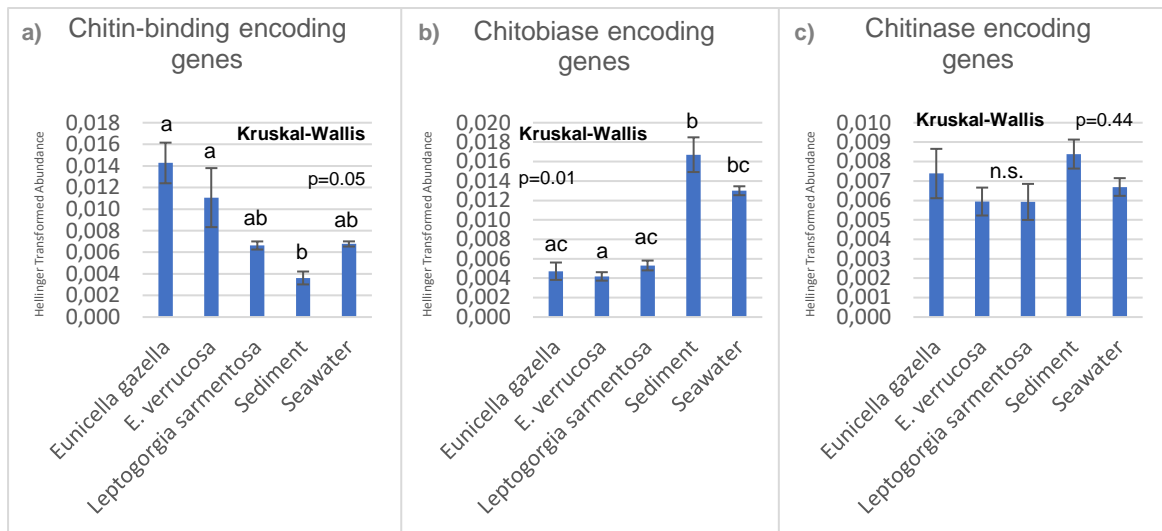 a) Chitin-binding encoding
genes
Hellinger Transformed Abundance
0,018
0,016
0,014
0,012
0,010
0,008
0,006
0,004
0,002
0,000
Kruskal-Wallis
p=0.05
a
a
ab
b
ab
Eunicella gazella
E. verrucosa
Leptogorgia sarmentosa
Sediment
Seawater
b) Chitobiase encoding
genes
Hellinger Transformed Abundance
0,020
0,018
0,016
0,014
0,012
0,010
0,008
0,006
0,004
0,002
0,000
Kruskal-Wallis
p=0.01
ac
a
ac
b
bc
Eunicella gazella
E. verrucosa
Leptogorgia sarmentosa
Sediment
Seawater
c) Chitinase encoding
genes
Hellinger Transformed Abundance
0,010
0,009
0,008
0,007
0,006
0,005
0,004
0,003
0,002
0,001
0,000
Kruskal-Wallis p=0.44
n.s.
Eunicella gazella
E. verrucosa
Leptogorgia sarmentosa
Sediment
Seawater